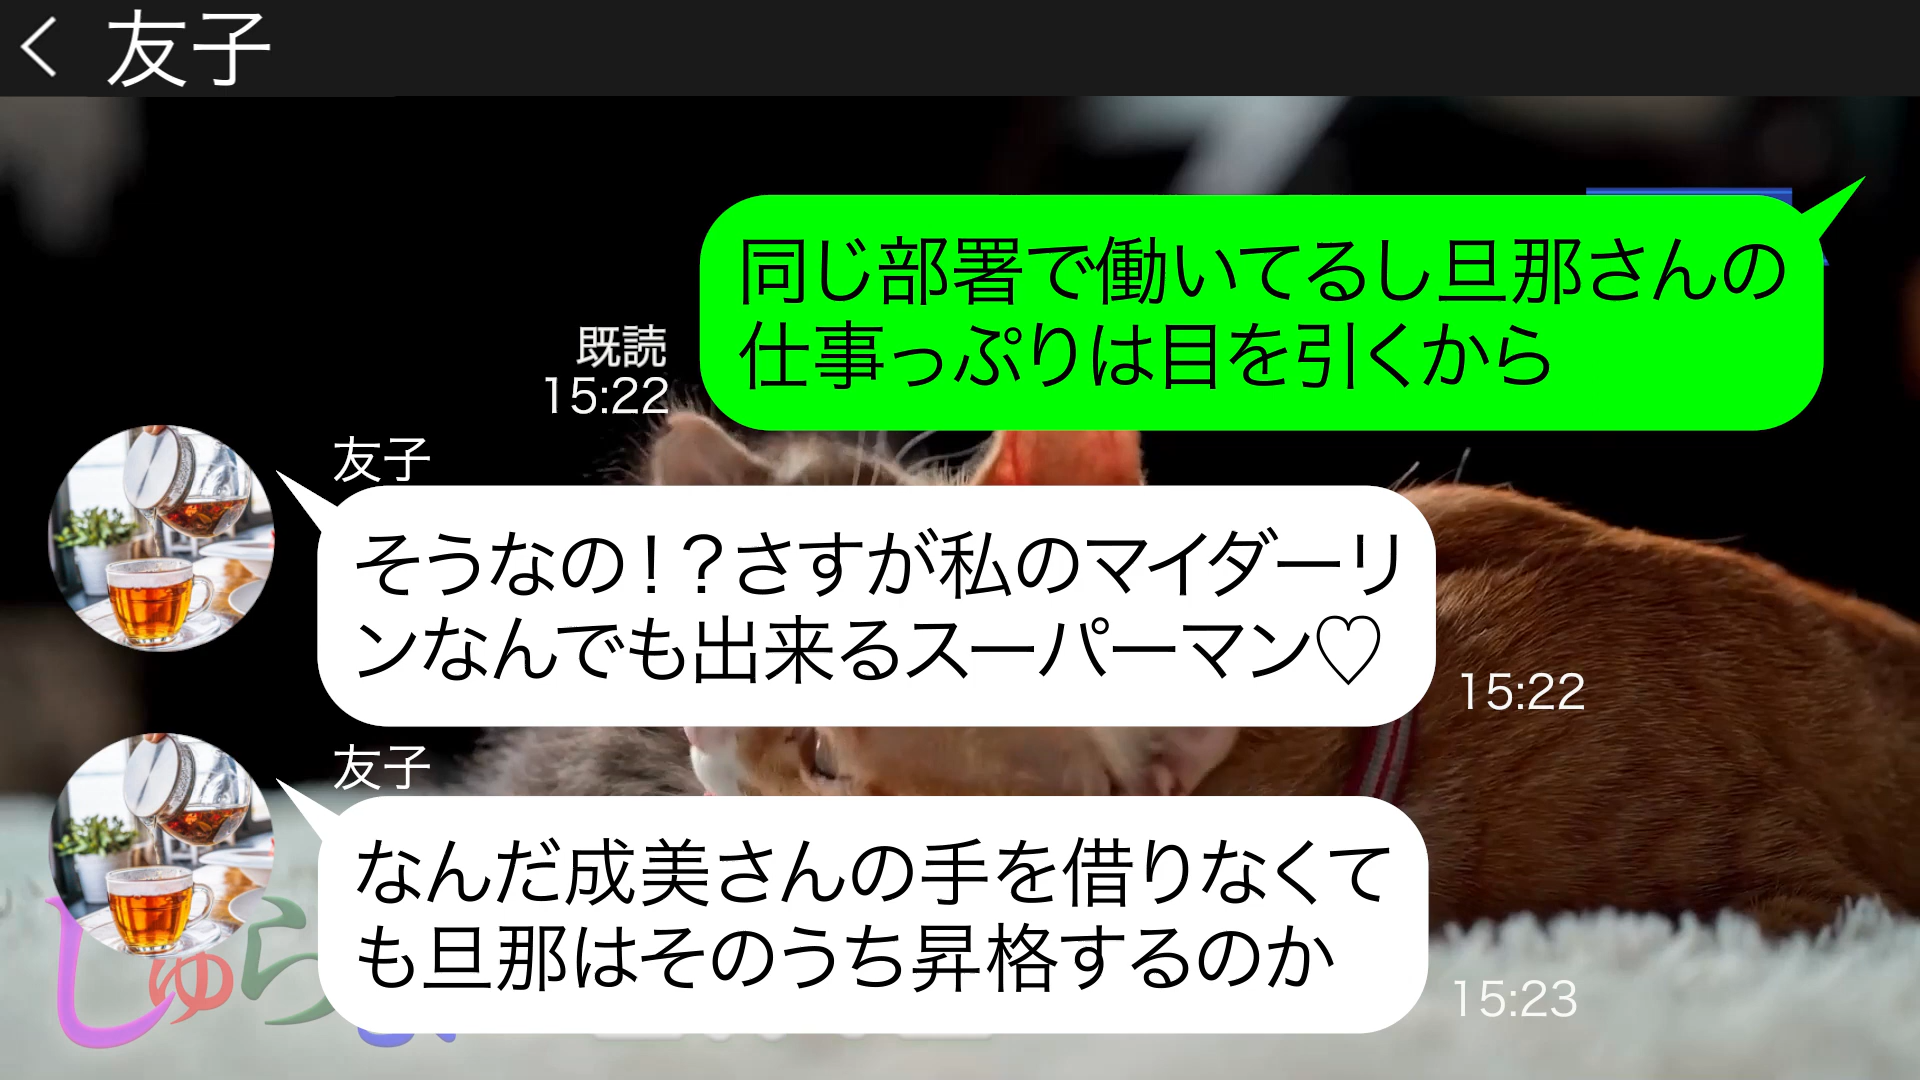 友子
同じ部署で働いてるし旦那さんの
仕事っぷりは目を引くから
既読
15:22
友子
そうなの！？さすが私のマイダーリ
ンなんでも出来るスーパーマン♡
15:22
友子
なんだ成美さんの手を借りなくて
も旦那はそのうち昇格するのか
15:23
しゅら